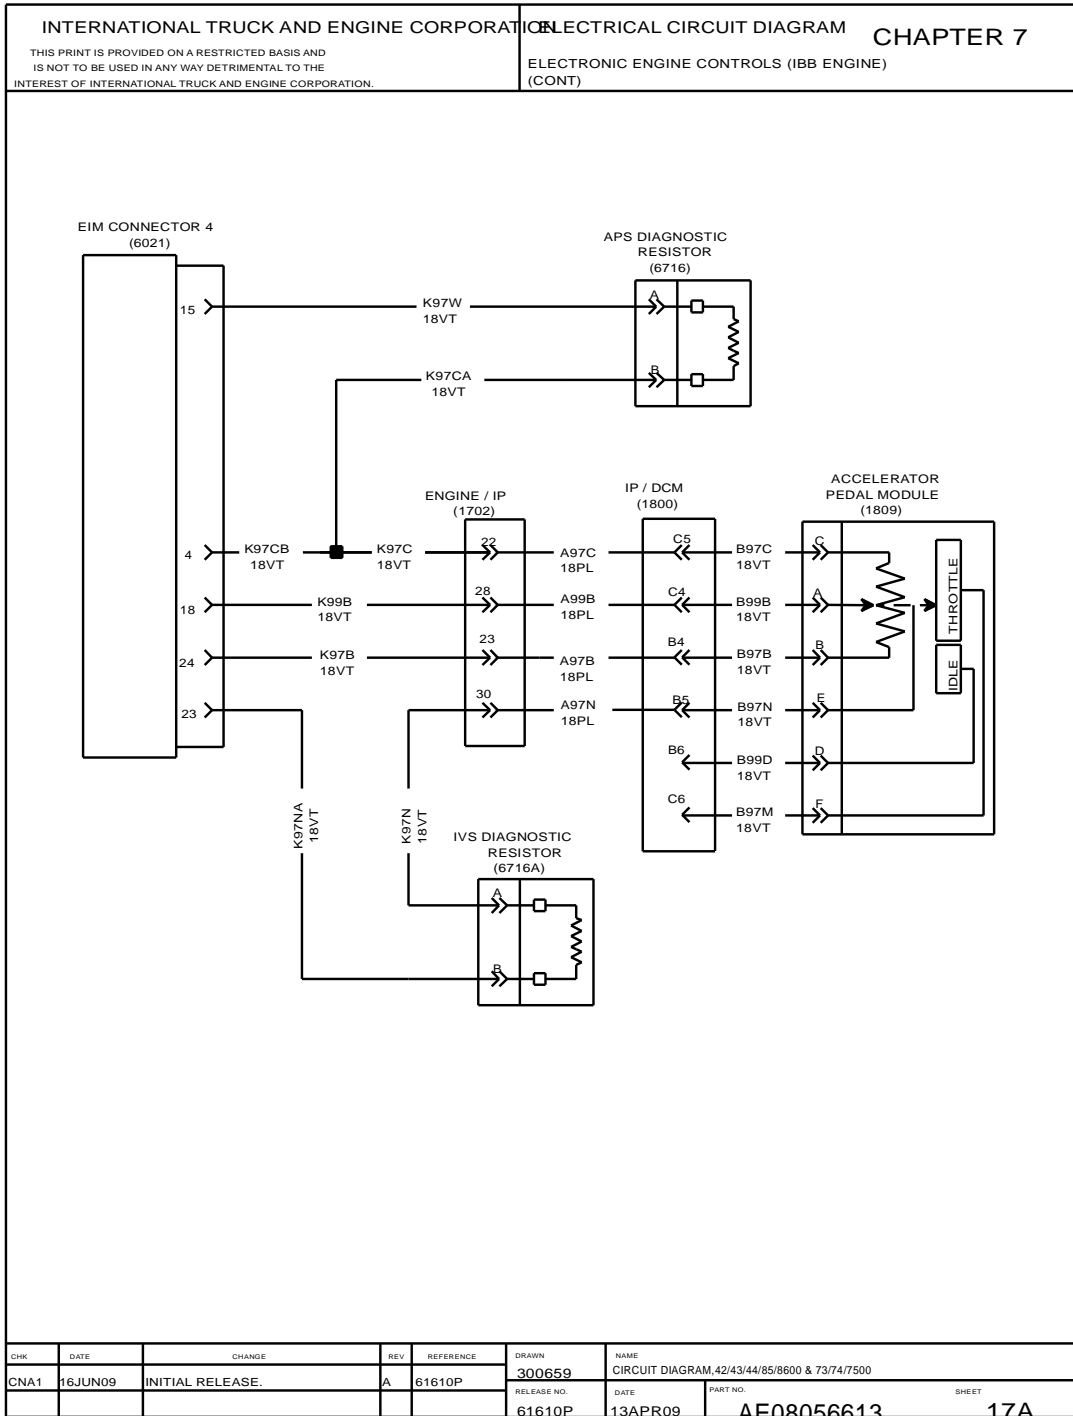 INTERNATIONAL TRUCK AND ENGINE CORPORATION
THIS PRINT IS PROVIDED ON A RESTRICTED BASIS AND
IS NOT TO BE USED IN ANY WAY DETRIMENTAL TO THE
INTEREST OF INTERNATIONAL TRUCK AND ENGINE CORPORATION.
ELECTRICAL CIRCUIT DIAGRAM
CHAPTER 7
ELECTRONIC ENGINE CONTROLS (IBB ENGINE)
(CONT)
EIM CONNECTOR 4
(6021)
APS DIAGNOSTIC
RESISTOR
(6716)
15
K97W
18VT
A
K97CA
18VT
B
ENGINE / IP
(1702)
IP / DCM
(1800)
ACCELERATOR
PEDAL MODULE
(1809)
4
K97CB
18VT
K97C
18VT
22
A97C
18PL
C5
B97C
18VT
C
18
K99B
18VT
28
A99B
18PL
C4
B99B
18VT
A
THROTTLE
24
K97B
18VT
23
A97B
18PL
B4
B97B
18VT
B
IDLE
23
30
A97N
18PL
B5
B97N
18VT
E
B6
B99D
18VT
D
C6
B97M
18VT
F
K97NA
18VT
K97N
18VT
IVS DIAGNOSTIC
RESISTOR
(6716A)
A
B
CHK DATE CHANGE REV REFERENCE
CNA1 16JUN09 INITIAL RELEASE. A 61610P
DRAWN
300659
NAME
CIRCUIT DIAGRAM,42/43/44/85/8600 & 73/74/7500
RELEASE NO.
61610P
DATE
13APR09
PART NO.
AE08056613
SHEET
17A